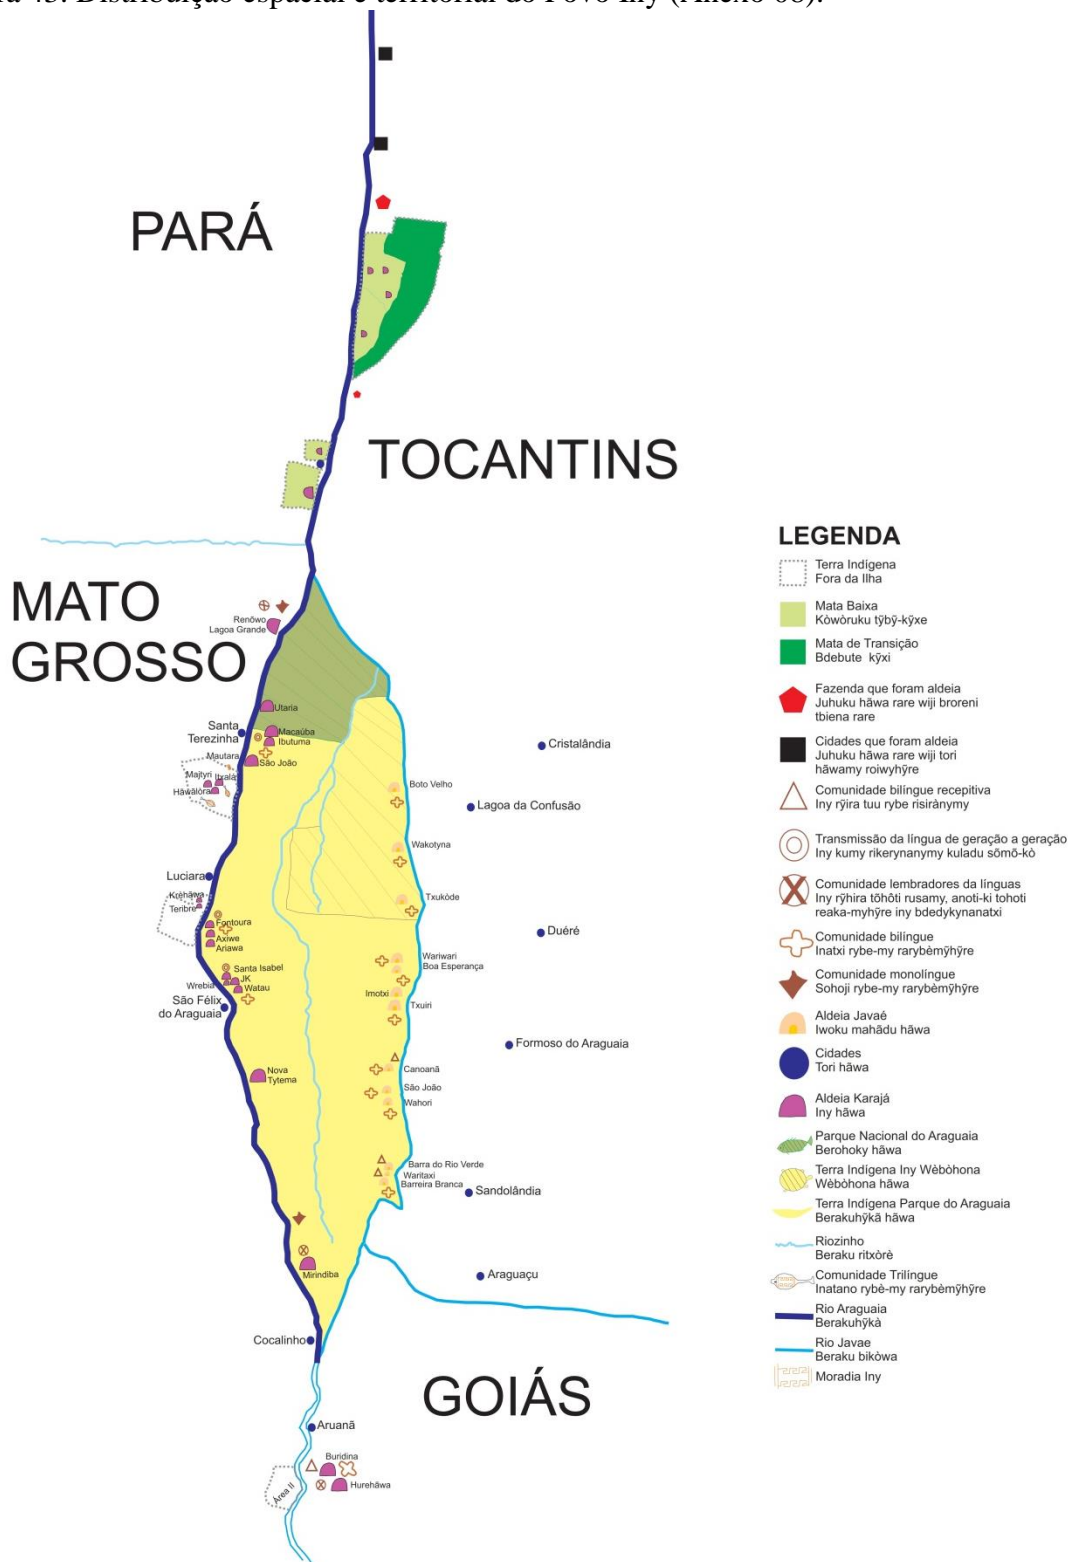 a 45. Distribuição espacial e territorial do Povo Iny (Anexo 08).
PARÁ
TOCANTINS
MATO
GROSSO
Renõwo
Lagoa Grande
Utaria
Santa
Terezinha
Macaúba
Ibutuma
Mautara
São João
Majtyri
Itxalá
Hãwalòra
Boto Velho
Wakotyna
Luciara
Teribre
Txukòde
Fontoura
Axiwe
Ariawa
Santa Isabel
JK
Wrebia
Watau
São Félix
do Araguaia
Wariwari
Boa Esperança
Imotxi
Txuiri
Nova
Tytema
Canoanã
São João
Wahori
Barra do Rio Verde
Waritaxi
Barreira Branca
Mirindiba
Cocalinho
Cristalândia
Lagoa da Confusão
Dueré
Formoso do Araguaia
Sandolândia
Araguaçu
GOIÁS
Aruanã
Buridina
Hurehãwa
Área II
LEGENDA
Terra Indígena
Fora da Ilha
Mata Baixa
Kòwòruku tỹbỹ-kỹxe
Mata de Transição
Bdebute kỹxi
Fazenda que foram aldeia
Juhuku hãwa rare wiji broreni
tbiena rare
Cidades que foram aldeia
Juhuku hãwa rare wiji tori
hãwamy roiwyhỹre
Comunidade bilíngue recepitiva
Iny rỹira tuu rybe risirànymy
Transmissão da língua de geração a geração
Iny kumy rikerynanymy kuladu sõmõ-kò
Comunidade lembradores da línguas
Iny rỹhira tõhõti rusamy, anoti-ki tohoti
reaka-myhỹre iny bdedykynanatxi
Comunidade bilíngue
Inatxi rybe-my rarybèmỹhỹre
Comunidade monolíngue
Sohoji rybe-my rarybèmỹhỹre
Aldeia Javaé
Iwoku mahãdu hãwa
Cidades
Tori hãwa
Aldeia Karajá
Iny hãwa
Parque Nacional do Araguaia
Berohoky hãwa
Terra Indígena Iny Wèbòhona
Wèbòhona hãwa
Terra Indígena Parque do Araguaia
Berakuhỹkã hãwa
Riozinho
Beraku ritxòrè
Comunidade Trilíngue
Inatano rybè-my rarybèmỹhỹre
Rio Araguaia
Berakuhỹkà
Rio Javae
Beraku bikòwa
Moradia Iny